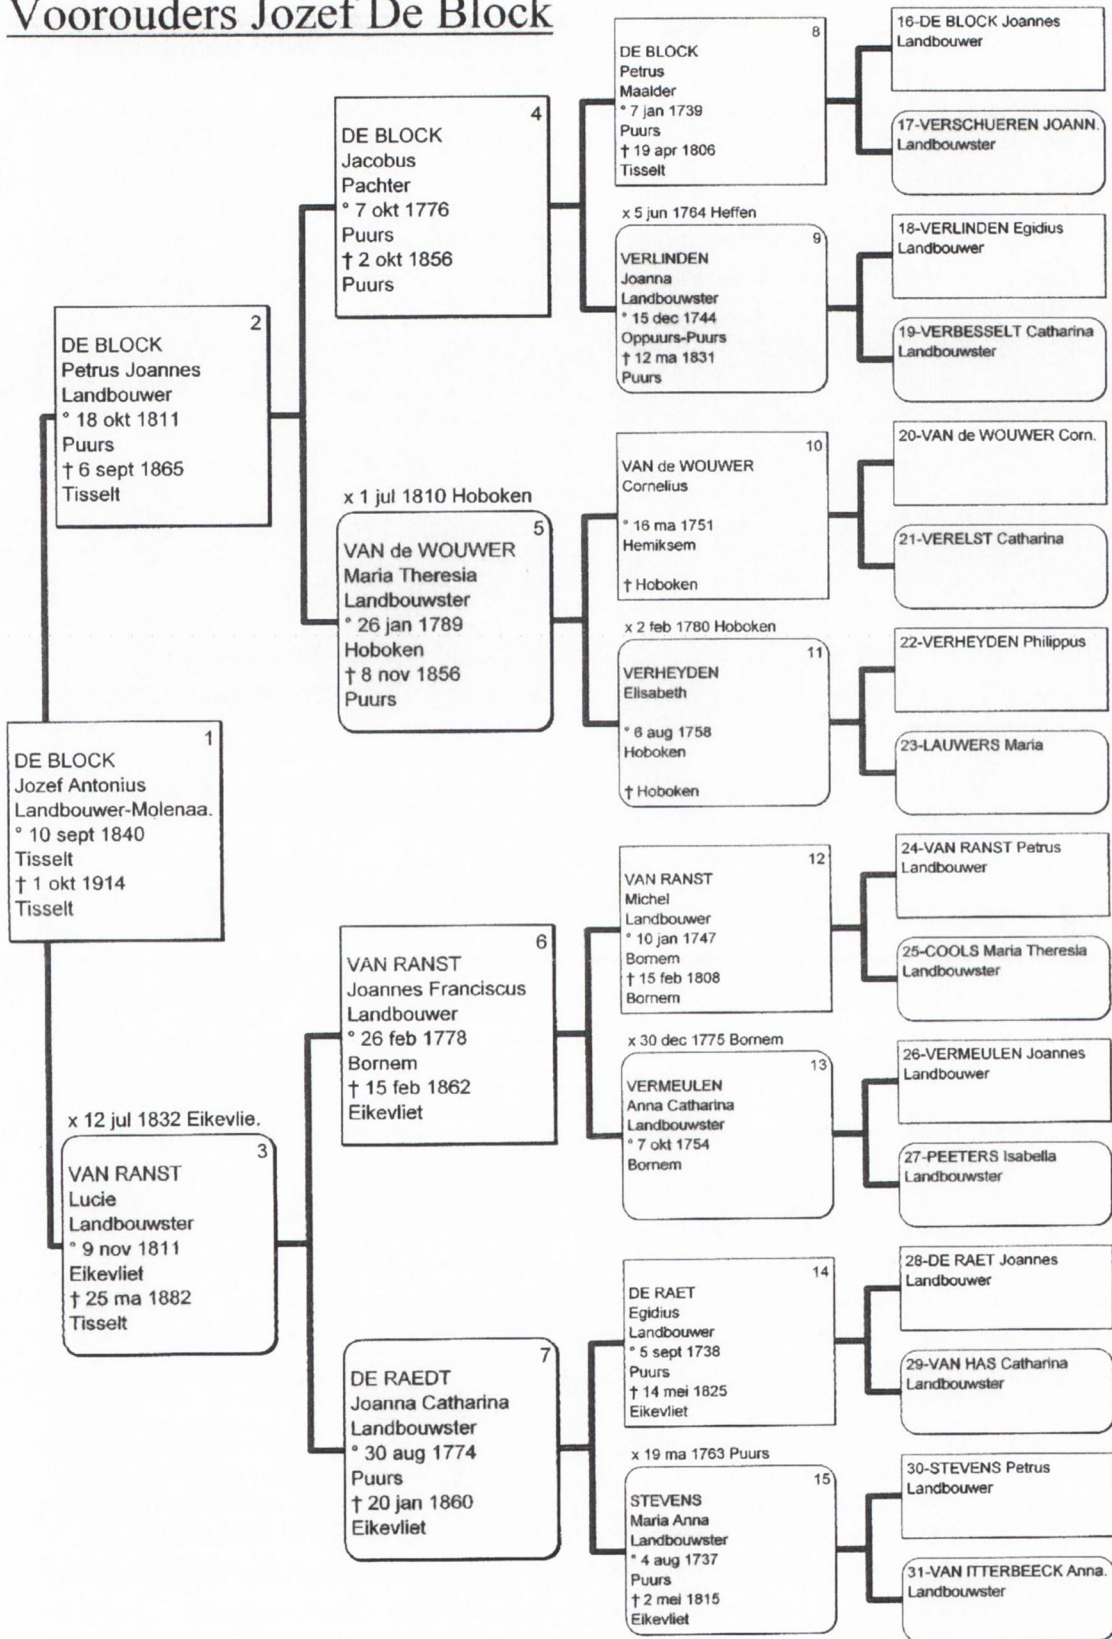 Voorouders Jozef De Block
1
DE BLOCK
Jozef Antonius
Landbouwer-Molenaa.
° 10 sept 1840
Tisselt
† 1 okt 1914
Tisselt
2
DE BLOCK
Petrus Joannes
Landbouwer
° 18 okt 1811
Puurs
† 6 sept 1865
Tisselt
x 12 jul 1832 Eikevlie.
3
VAN RANST
Lucie
Landbouwster
° 9 nov 1811
Eikevliet
† 25 ma 1882
Tisselt
4
DE BLOCK
Jacobus
Pachter
° 7 okt 1776
Puurs
† 2 okt 1856
Puurs
x 1 jul 1810 Hoboken
5
VAN de WOUWER
Maria Theresia
Landbouwster
° 26 jan 1789
Hoboken
† 8 nov 1856
Puurs
6
VAN RANST
Joannes Franciscus
Landbouwer
° 26 feb 1778
Bornem
† 15 feb 1862
Eikevliet
7
DE RAEDT
Joanna Catharina
Landbouwster
° 30 aug 1774
Puurs
† 20 jan 1860
Eikevliet
8
DE BLOCK
Petrus
Maalder
° 7 jan 1739
Puurs
† 19 apr 1806
Tisselt
x 5 jun 1764 Heffen
9
VERLINDEN
Joanna
Landbouwster
° 15 dec 1744
Oppuurs-Puurs
† 12 ma 1831
Puurs
10
VAN de WOUWER
Cornelius
° 16 ma 1751
Hemiksem
† Hoboken
x 2 feb 1780 Hoboken
11
VERHEYDEN
Elisabeth
° 6 aug 1758
Hoboken
† Hoboken
12
VAN RANST
Michel
Landbouwer
° 10 jan 1747
Bornem
† 15 feb 1808
Bornem
x 30 dec 1775 Bornem
13
VERMEULEN
Anna Catharina
Landbouwster
° 7 okt 1754
Bornem
14
DE RAET
Egidius
Landbouwer
° 5 sept 1738
Puurs
† 14 mei 1825
Eikevliet
x 19 ma 1763 Puurs
15
STEVENS
Maria Anna
Landbouwster
° 4 aug 1737
Puurs
† 2 mei 1815
Eikevliet
16-DE BLOCK Joannes
Landbouwer
17-VERSCHUEREN JOANN.
Landbouwster
18-VERLINDEN Egidius
Landbouwer
19-VERBESSELT Catharina
Landbouwster
20-VAN de WOUWER Corn.
21-VERELST Catharina
22-VERHEYDEN Philippus
23-LAUWERS Maria
24-VAN RANST Petrus
Landbouwer
25-COOLS Maria Theresia
Landbouwster
26-VERMEULEN Joannes
Landbouwer
27-PEETERS Isabella
Landbouwster
28-DE RAET Joannes
Landbouwer
29-VAN HAS Catharina
Landbouwster
30-STEVENS Petrus
Landbouwer
31-VAN ITTERBEECK Anna.
Landbouwster